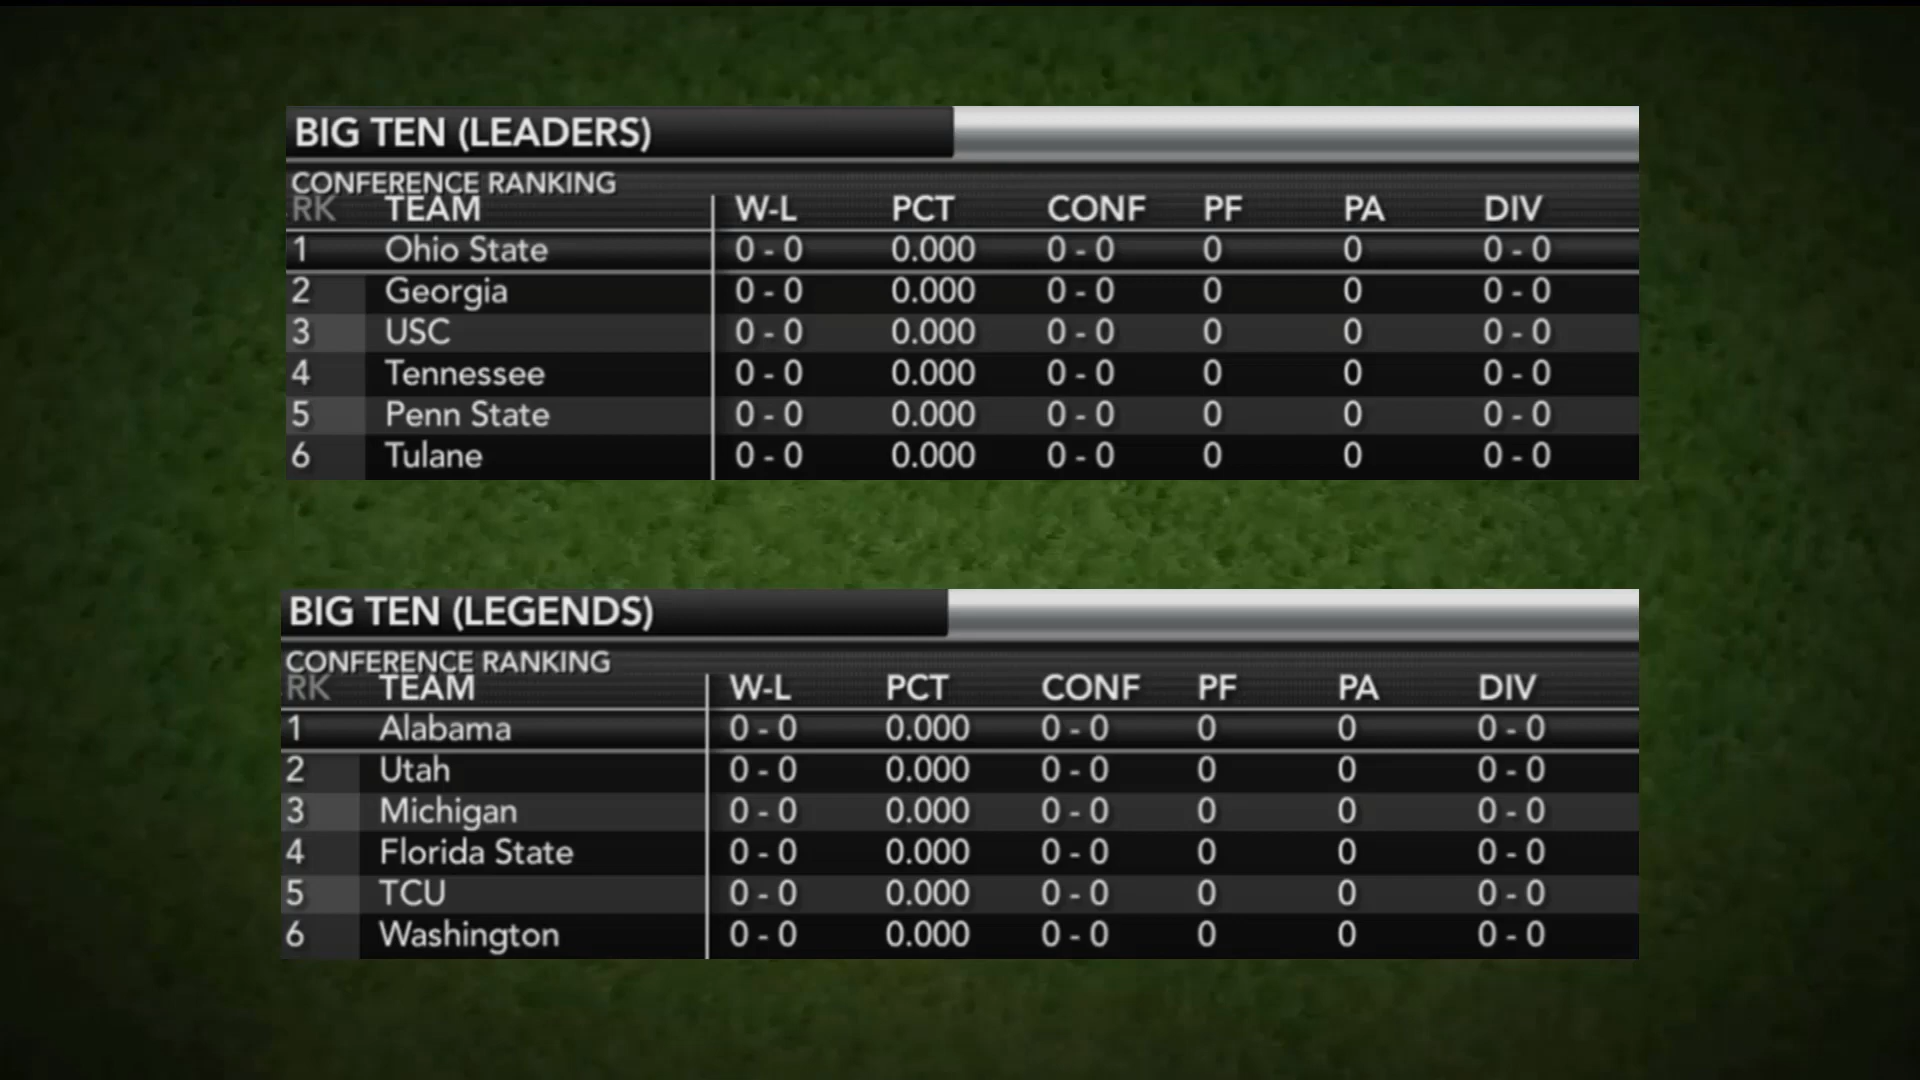 BIG TEN (LEADERS)
CONFERENCE RANKING
RK TEAM W-L PCT CONF PF PA DIV
1 Ohio State 0 - 0 0.000 0 - 0 0 0 0 - 0
2 Georgia 0 - 0 0.000 0 - 0 0 0 0 - 0
3 USC 0 - 0 0.000 0 - 0 0 0 0 - 0
4 Tennessee 0 - 0 0.000 0 - 0 0 0 0 - 0
5 Penn State 0 - 0 0.000 0 - 0 0 0 0 - 0
6 Tulane 0 - 0 0.000 0 - 0 0 0 0 - 0
BIG TEN (LEGENDS)
CONFERENCE RANKING
RK TEAM W-L PCT CONF PF PA DIV
1 Alabama 0 - 0 0.000 0 - 0 0 0 0 - 0
2 Utah 0 - 0 0.000 0 - 0 0 0 0 - 0
3 Michigan 0 - 0 0.000 0 - 0 0 0 0 - 0
4 Florida State 0 - 0 0.000 0 - 0 0 0 0 - 0
5 TCU 0 - 0 0.000 0 - 0 0 0 0 - 0
6 Washington 0 - 0 0.000 0 - 0 0 0 0 - 0